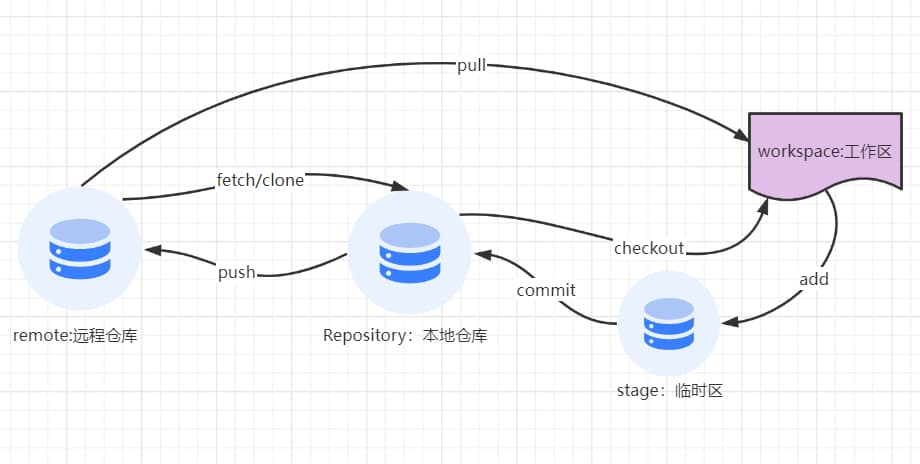 pull
workspace:工作区
fetch/clone
checkout
push
add
commit
remote:远程仓库
Repository：本地仓库
stage：临时区